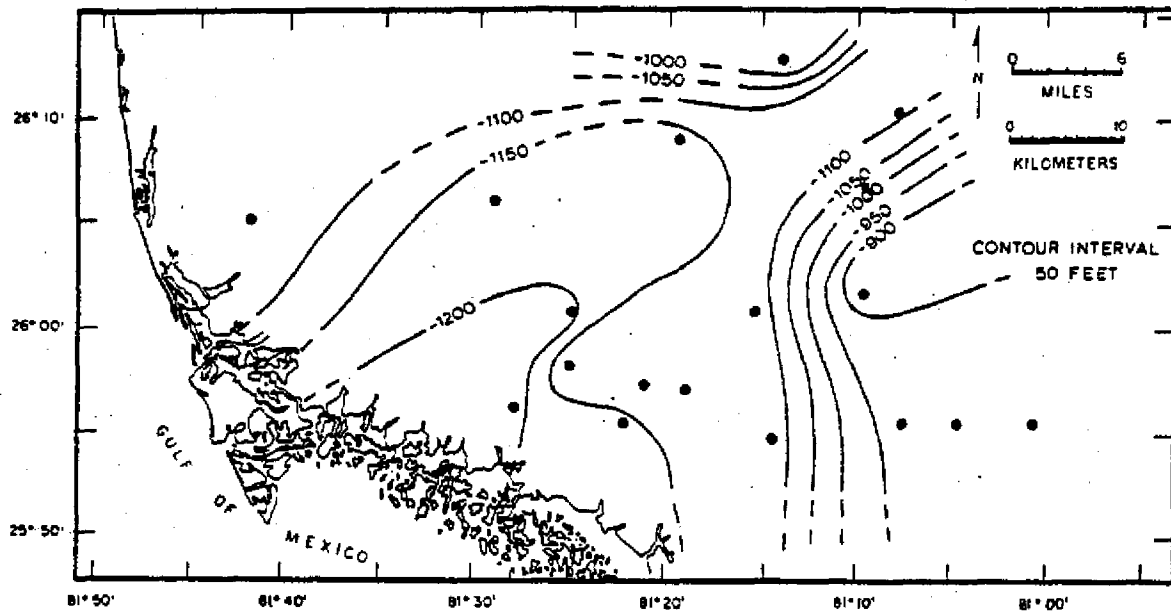 -1000
-1050
-1100
-1150
-1200
-1100
-1050
-1000
-950
-900
N
0 6
MILES
0 10
KILOMETERS
CONTOUR INTERVAL
50 FEET
GULF
OF
MEXICO
26°10'
26°00'
25°50'
81°50' 81°40' 81°30' 81°20' 81°10' 81°00'